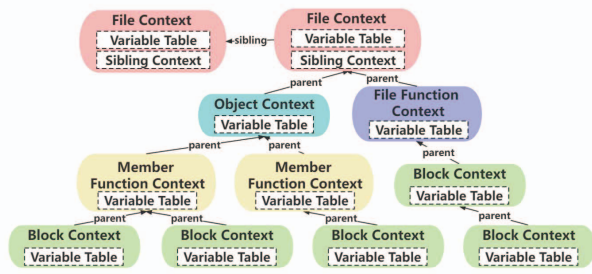 File Context
Variable Table
Sibling Context
sibling
File Context
Variable Table
Sibling Context
parent
parent
Object Context
Variable Table
File Function
Context
Variable Table
parent
parent
parent
Member
Function Context
Variable Table
Member
Function Context
Variable Table
Block Context
Variable Table
parent
parent
parent
parent
Block Context
Variable Table
Block Context
Variable Table
Block Context
Variable Table
Block Context
Variable Table